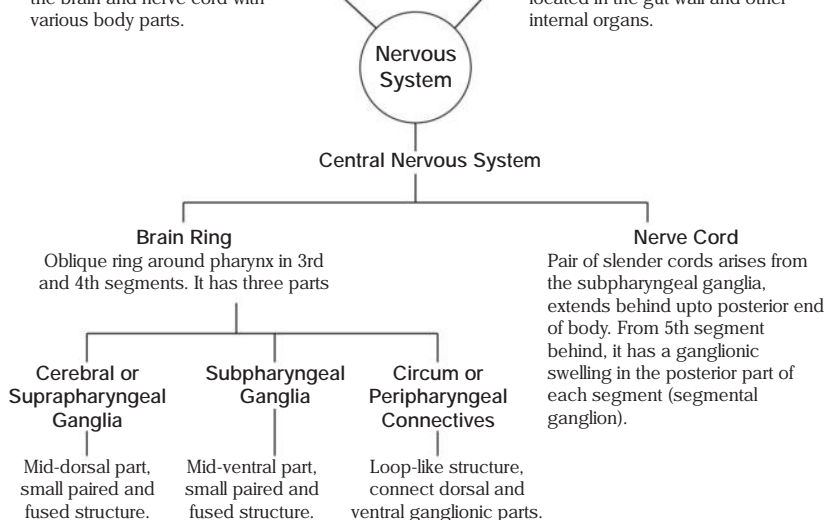 the brain and nerve cord with
various body parts.
located in the gut wall and other
internal organs.
Nervous
System
Central Nervous System
Brain Ring
Oblique ring around pharynx in 3rd
and 4th segments. It has three parts
Nerve Cord
Pair of slender cords arises from
the subpharyngeal ganglia,
extends behind upto posterior end
of body. From 5th segment
behind, it has a ganglionic
swelling in the posterior part of
each segment (segmental
ganglion).
Cerebral or
Suprapharyngeal
Ganglia
Mid-dorsal part,
small paired and
fused structure.
Subpharyngeal
Ganglia
Mid-ventral part,
small paired and
fused structure.
Circum or
Peripharyngeal
Connectives
Loop-like structure,
connect dorsal and
ventral ganglionic parts.